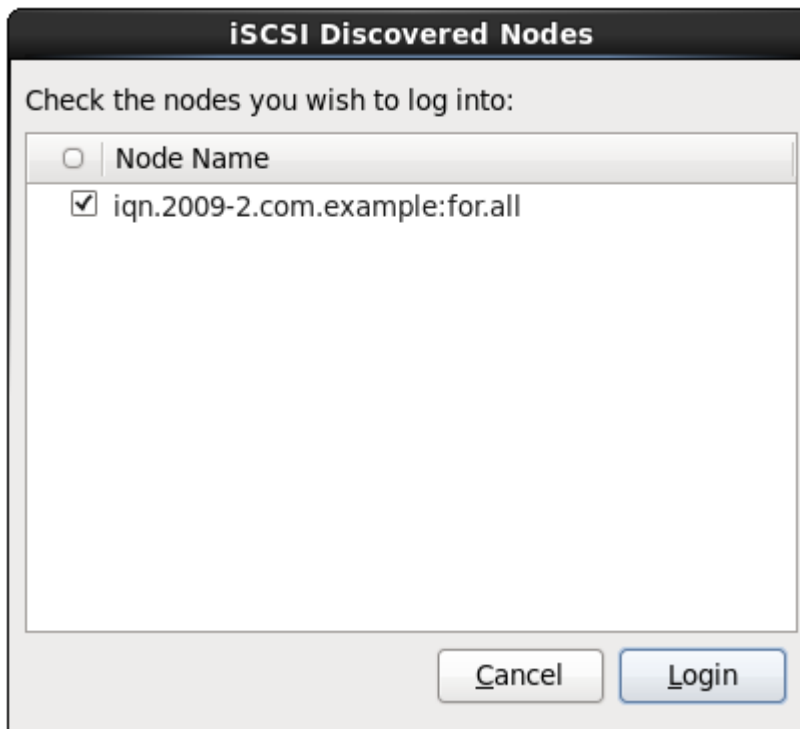 iSCSI Discovered Nodes
Check the nodes you wish to log into:
Node Name
iqn.2009-2.com.example:for.all
Cancel
Login